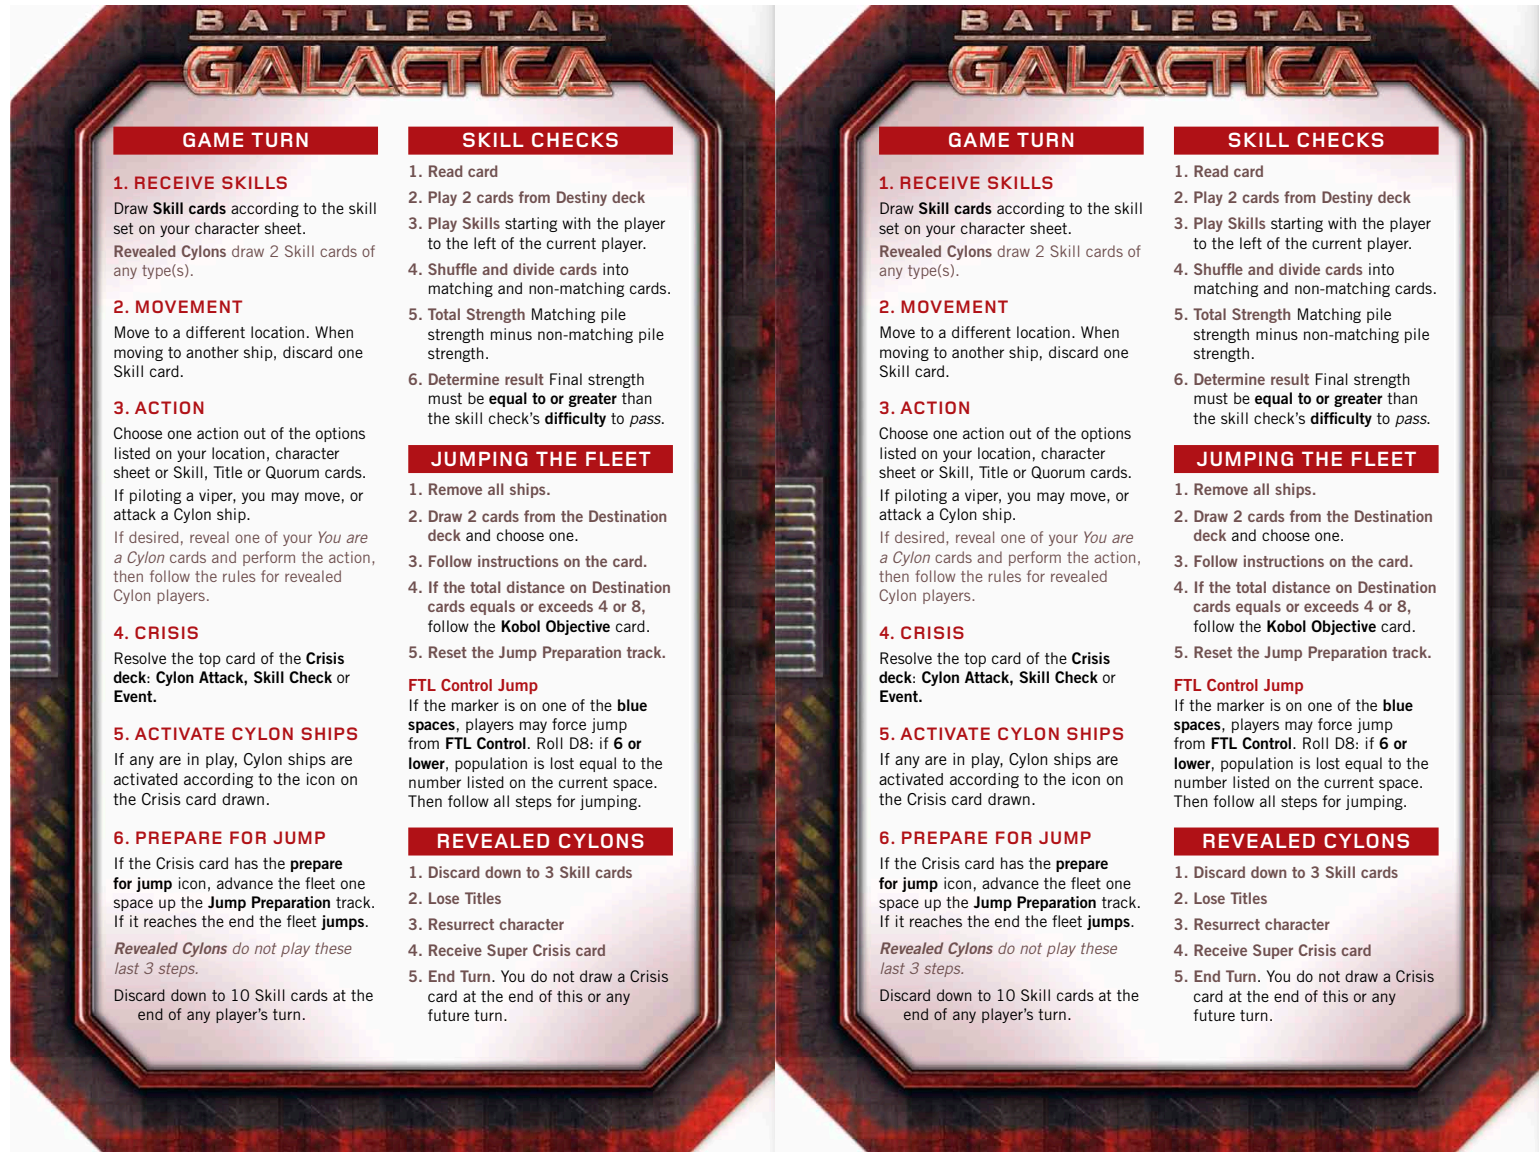 BATTLESTAR
GALACTICA
GAME TURN
1. RECEIVE SKILLS
Draw Skill cards according to the skill
set on your character sheet.
Revealed Cylons draw 2 Skill cards of
any type(s).
2. MOVEMENT
Move to a different location. When
moving to another ship, discard one
Skill card.
3. ACTION
Choose one action out of the options
listed on your location, character
sheet or Skill, Title or Quorum cards.
If piloting a viper, you may move, or
attack a Cylon ship.
If desired, reveal one of your You are
a Cylon cards and perform the action,
then follow the rules for revealed
Cylon players.
4. CRISIS
Resolve the top card of the Crisis
deck: Cylon Attack, Skill Check or
Event.
5. ACTIVATE CYLON SHIPS
If any are in play, Cylon ships are
activated according to the icon on
the Crisis card drawn.
6. PREPARE FOR JUMP
If the Crisis card has the prepare
for jump icon, advance the fleet one
space up the Jump Preparation track.
If it reaches the end the fleet jumps.
Revealed Cylons do not play these
last 3 steps.
Discard down to 10 Skill cards at the
end of any player's turn.
SKILL CHECKS
1. Read card
2. Play 2 cards from Destiny deck
3. Play Skills starting with the player
to the left of the current player.
4. Shuffle and divide cards into
matching and non-matching cards.
5. Total Strength Matching pile
strength minus non-matching pile
strength.
6. Determine result Final strength
must be equal to or greater than
the skill check's difficulty to pass.
JUMPING THE FLEET
1. Remove all ships.
2. Draw 2 cards from the Destination
deck and choose one.
3. Follow instructions on the card.
4. If the total distance on Destination
cards equals or exceeds 4 or 8,
follow the Kobol Objective card.
5. Reset the Jump Preparation track.
FTL Control Jump
If the marker is on one of the blue
spaces, players may force jump
from FTL Control. Roll D8: if 6 or
lower, population is lost equal to the
number listed on the current space.
Then follow all steps for jumping.
REVEALED CYLONS
1. Discard down to 3 Skill cards
2. Lose Titles
3. Resurrect character
4. Receive Super Crisis card
5. End Turn. You do not draw a Crisis
card at the end of this or any
future turn.
BATTLESTAR
GALACTICA
GAME TURN
1. RECEIVE SKILLS
Draw Skill cards according to the skill
set on your character sheet.
Revealed Cylons draw 2 Skill cards of
any type(s).
2. MOVEMENT
Move to a different location. When
moving to another ship, discard one
Skill card.
3. ACTION
Choose one action out of the options
listed on your location, character
sheet or Skill, Title or Quorum cards.
If piloting a viper, you may move, or
attack a Cylon ship.
If desired, reveal one of your You are
a Cylon cards and perform the action,
then follow the rules for revealed
Cylon players.
4. CRISIS
Resolve the top card of the Crisis
deck: Cylon Attack, Skill Check or
Event.
5. ACTIVATE CYLON SHIPS
If any are in play, Cylon ships are
activated according to the icon on
the Crisis card drawn.
6. PREPARE FOR JUMP
If the Crisis card has the prepare
for jump icon, advance the fleet one
space up the Jump Preparation track.
If it reaches the end the fleet jumps.
Revealed Cylons do not play these
last 3 steps.
Discard down to 10 Skill cards at the
end of any player's turn.
SKILL CHECKS
1. Read card
2. Play 2 cards from Destiny deck
3. Play Skills starting with the player
to the left of the current player.
4. Shuffle and divide cards into
matching and non-matching cards.
5. Total Strength Matching pile
strength minus non-matching pile
strength.
6. Determine result Final strength
must be equal to or greater than
the skill check's difficulty to pass.
JUMPING THE FLEET
1. Remove all ships.
2. Draw 2 cards from the Destination
deck and choose one.
3. Follow instructions on the card.
4. If the total distance on Destination
cards equals or exceeds 4 or 8,
follow the Kobol Objective card.
5. Reset the Jump Preparation track.
FTL Control Jump
If the marker is on one of the blue
spaces, players may force jump
from FTL Control. Roll D8: if 6 or
lower, population is lost equal to the
number listed on the current space.
Then follow all steps for jumping.
REVEALED CYLONS
1. Discard down to 3 Skill cards
2. Lose Titles
3. Resurrect character
4. Receive Super Crisis card
5. End Turn. You do not draw a Crisis
card at the end of this or any
future turn.